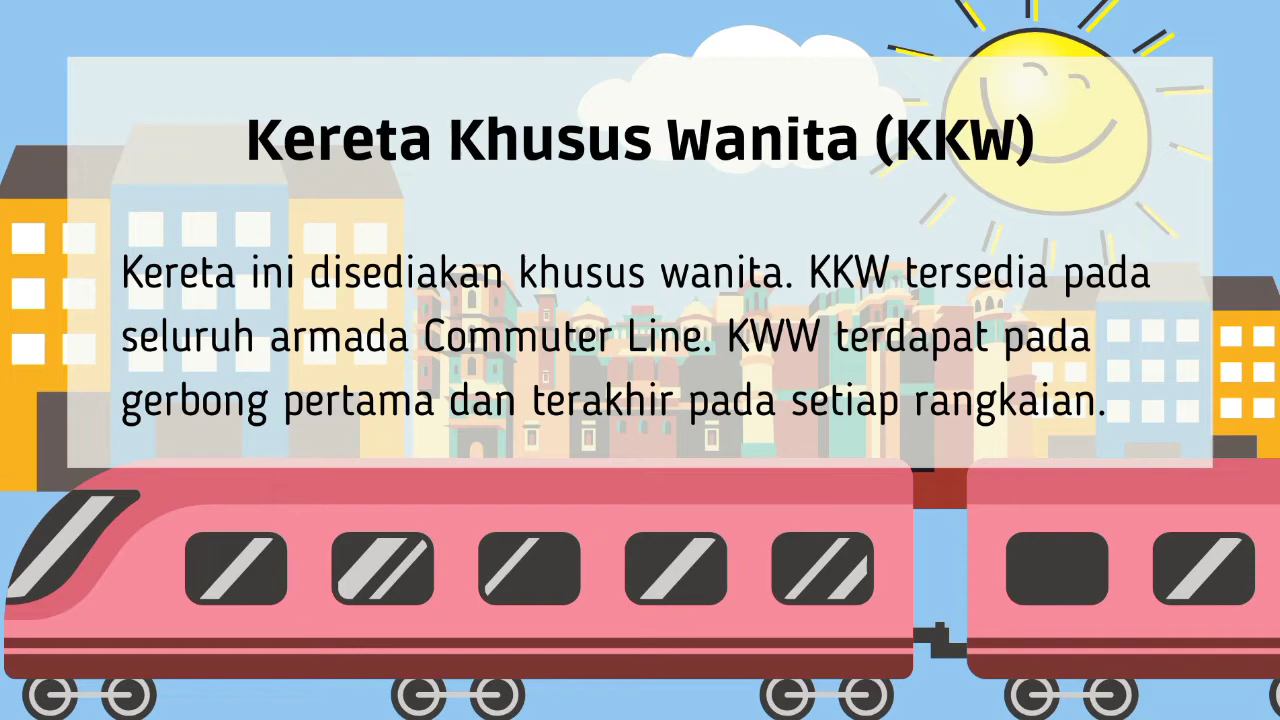 Kereta Khusus Wanita (KKW)
Kereta ini disediakan khusus wanita. KKW tersedia pada
seluruh armada Commuter Line. KWW terdapat pada
gerbong pertama dan terakhir pada setiap rangkaian.